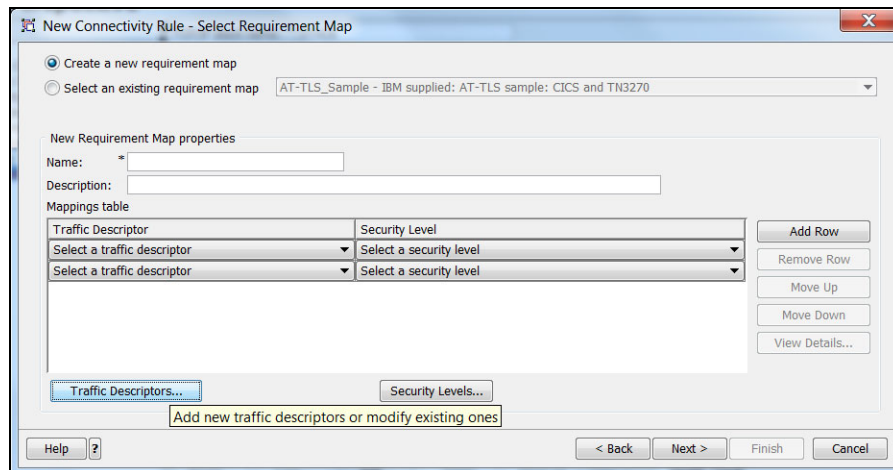 New Connectivity Rule - Select Requirement Map
X
Create a new requirement map
Select an existing requirement map AT-TLS_Sample - IBM supplied: AT-TLS sample: CICS and TN3270
New Requirement Map properties
Name: *
Description:
Mappings table
Traffic Descriptor Security Level
Select a traffic descriptor Select a security level
Select a traffic descriptor Select a security level
Add Row
Remove Row
Move Up
Move Down
View Details...
Traffic Descriptors... Security Levels...
Add new traffic descriptors or modify existing ones
Help ? < Back Next > Finish Cancel